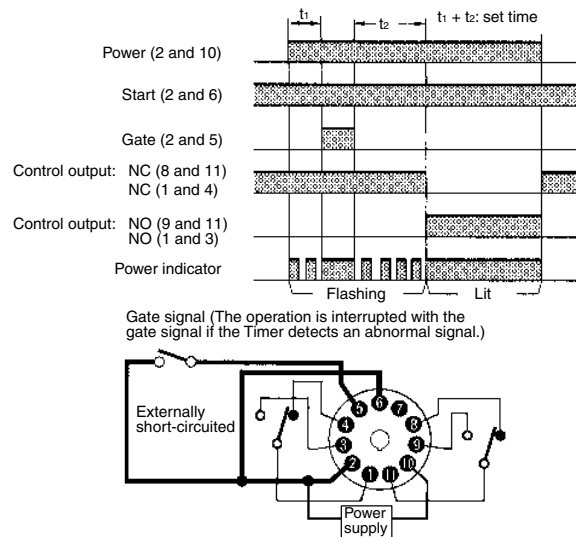 t₁ t₂ t₁ + t₂: set time
Power (2 and 10)
Start (2 and 6)
Gate (2 and 5)
Control output: NC (8 and 11)
NC (1 and 4)
Control output: NO (9 and 11)
NO (1 and 3)
Power indicator
Flashing Lit
Gate signal (The operation is interrupted with the
gate signal if the Timer detects an abnormal signal.)
Externally
short-circuited
5 6 7
4 8
3 9
2 10
1 11
Power
supply